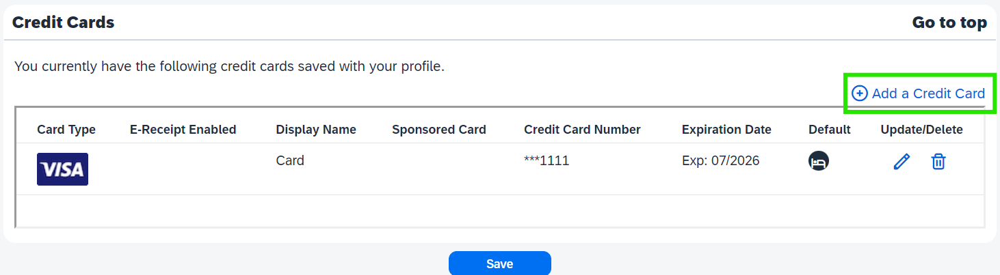 Credit Cards Go to top
You currently have the following credit cards saved with your profile.
Add a Credit Card
Card Type E-Receipt Enabled Display Name Sponsored Card Credit Card Number Expiration Date Default Update/Delete
VISA Card ***1111 Exp: 07/2026
Save